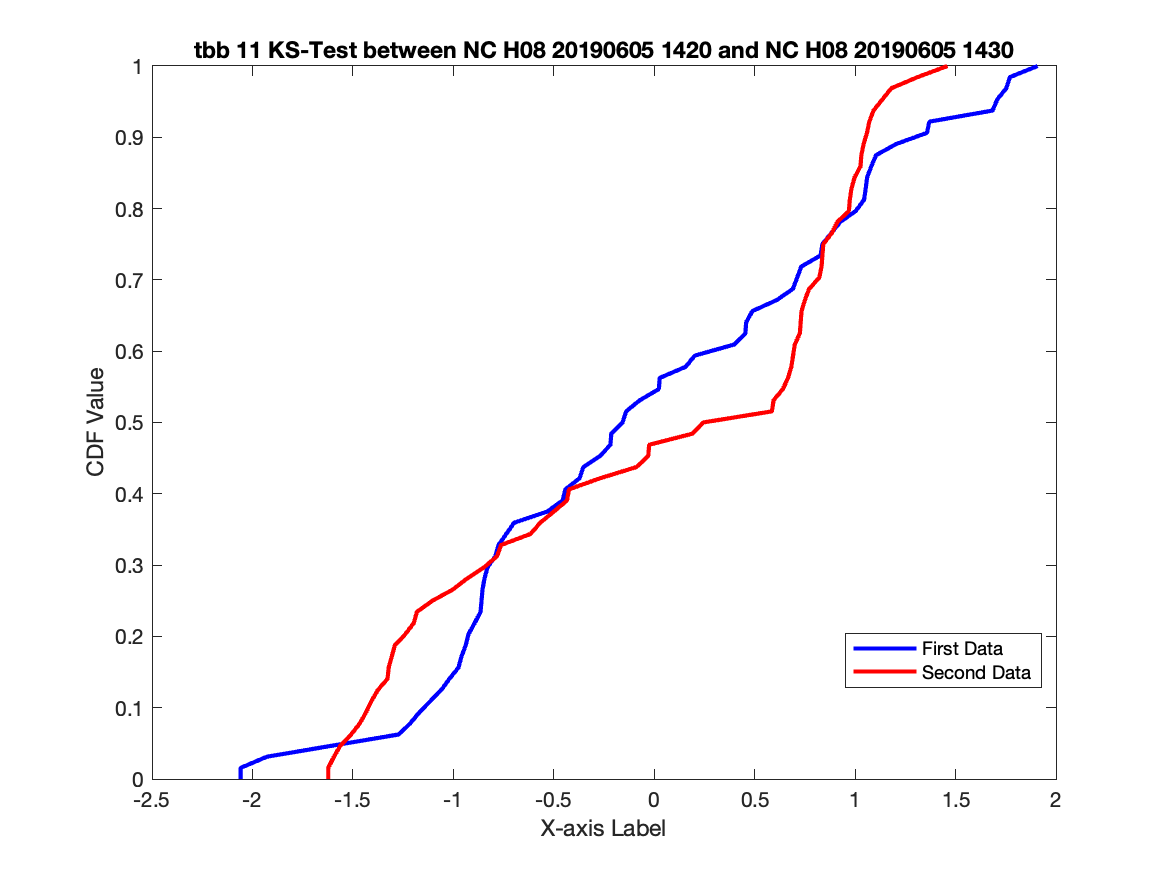 tbb 11 KS-Test between NC H08 20190605 1420 and NC H08 20190605 1430
1
0.9
0.8
0.7
0.6
0.5
0.4
0.3
0.2
0.1
0
CDF Value
First Data
Second Data
-2.5 -2 -1.5 -1 -0.5 0 0.5 1 1.5 2
X-axis Label